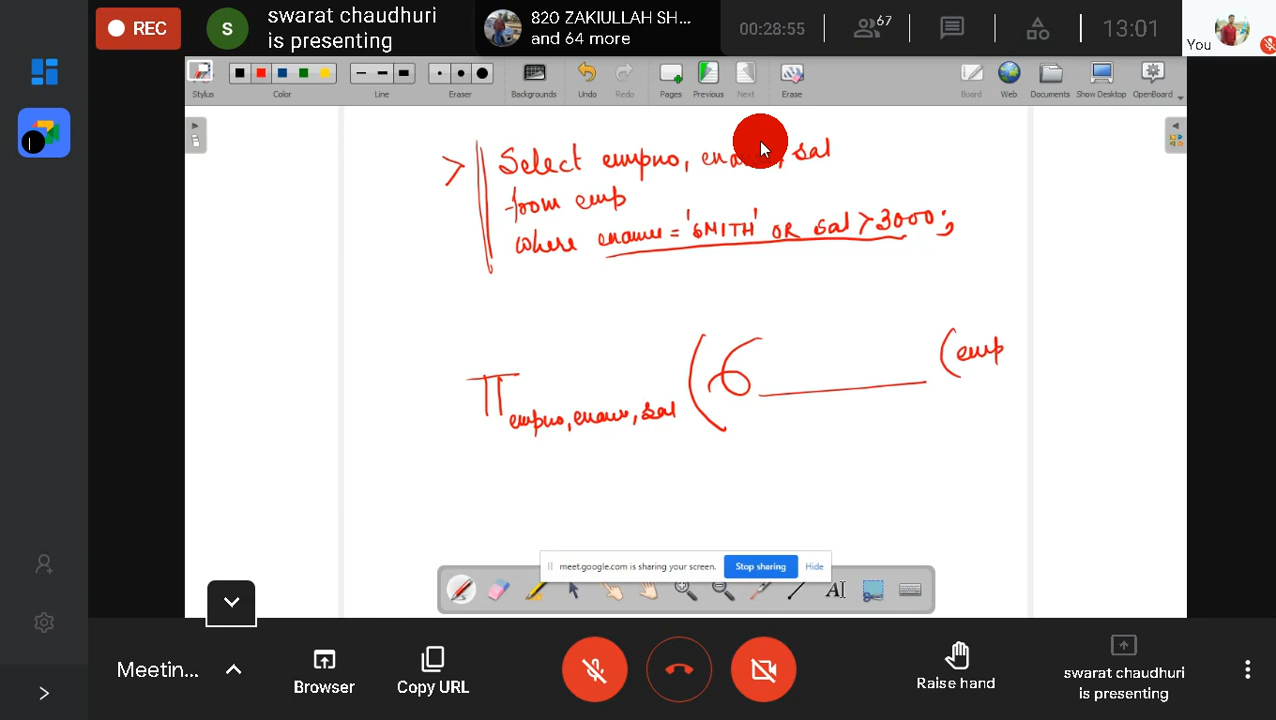 REC
S
swarat chaudhuri
is presenting
820 ZAKIULLAH SH...
and 64 more
00:28:55
67
13:01
You
Stylus
Color
Line
Eraser
Backgrounds
Undo
Redo
Pages
Previous
Next
Erase
Board
Web
Documents
Show Desktop
OpenBoard
> Select empno, , sal
from emp
where ename = 'SMITH' OR sal > 3000;
π empno, ename, sal (σ (emp
meet.google.com is sharing your screen.
Stop sharing
Hide
AI
Meetin...
Browser
Copy URL
Raise hand
swarat chaudhuri
is presenting